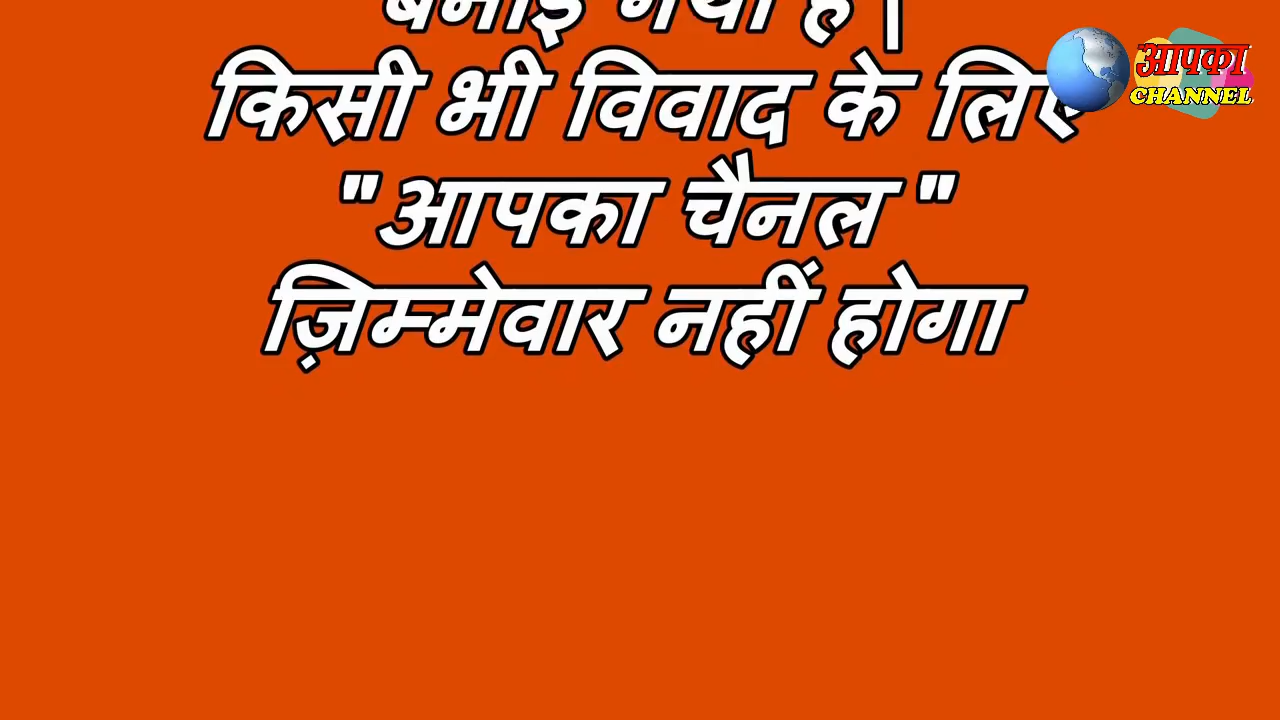 किसी भी विवाद के लिए
"आपका चैनल "
ज़िम्मेवार नहीं होगा
आपका
CHANNEL